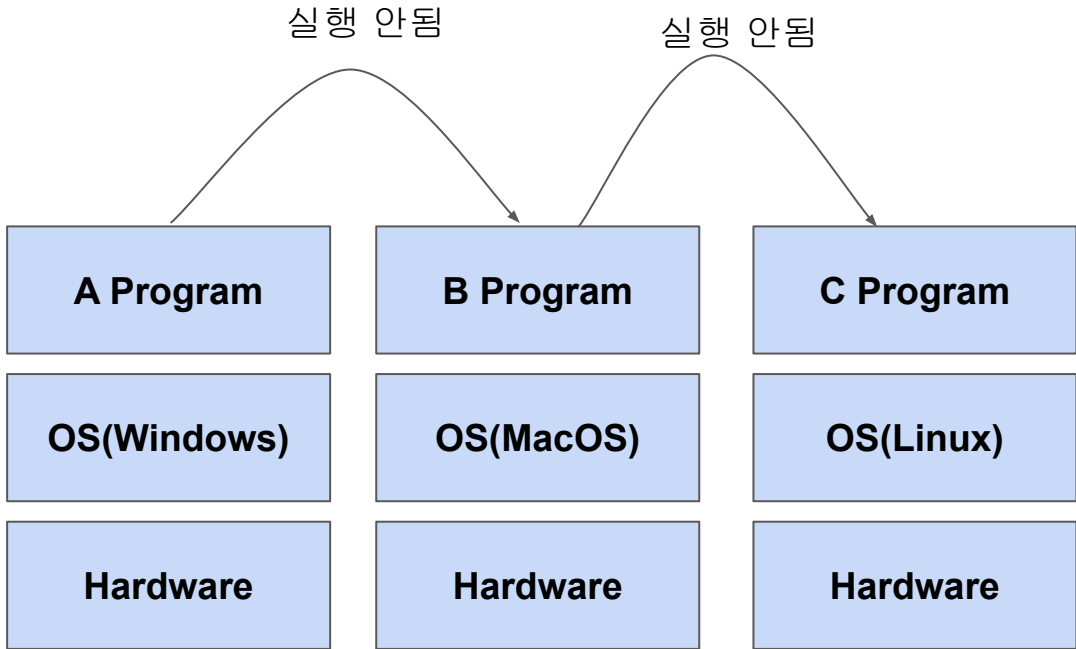 실행 안됨
실행 안됨
A Program
B Program
C Program
OS(Windows)
OS(MacOS)
OS(Linux)
Hardware
Hardware
Hardware